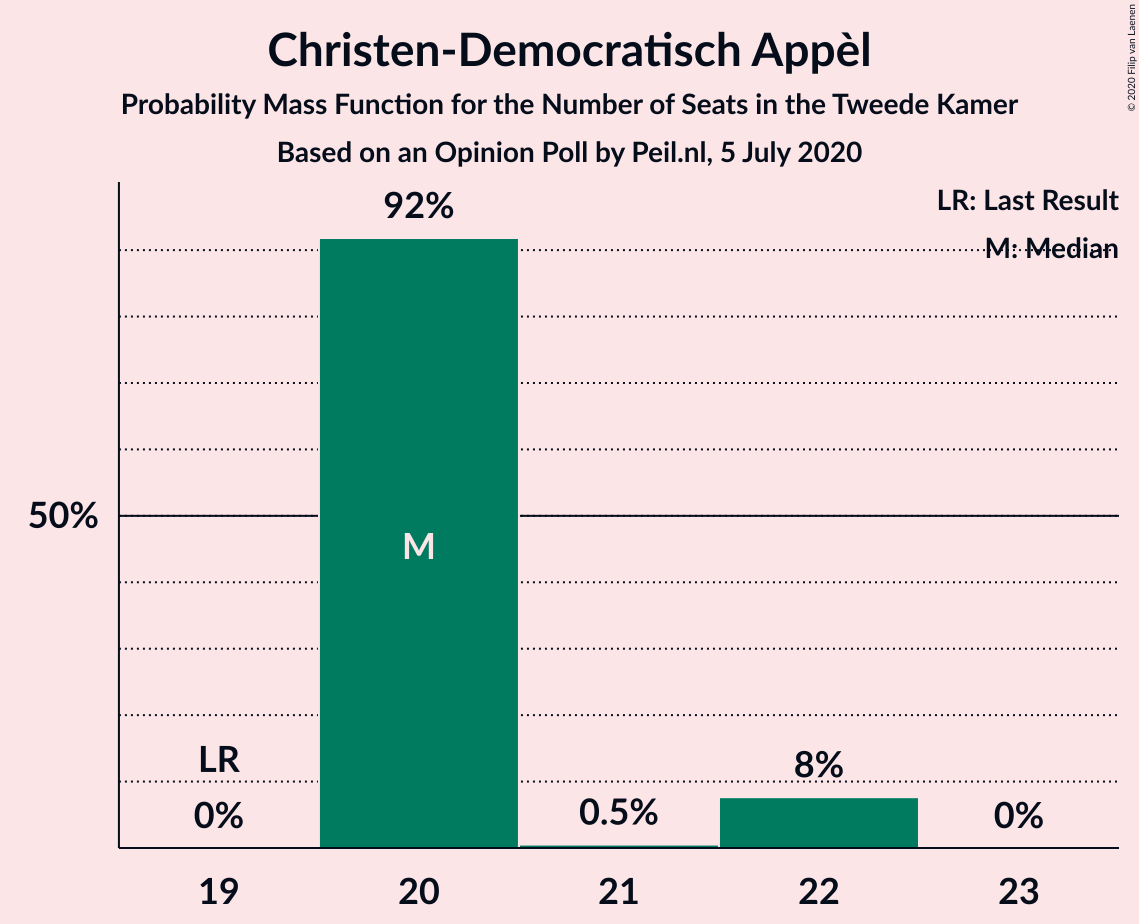 Christen-Democratisch Appèl
Probability Mass Function for the Number of Seats in the Tweede Kamer
Based on an Opinion Poll by Peil.nl, 5 July 2020
© 2020 Filip van Laenen
LR: Last Result
M: Median
92%
50%
M
LR
0%
0.5%
8%
0%
19
20
21
22
23